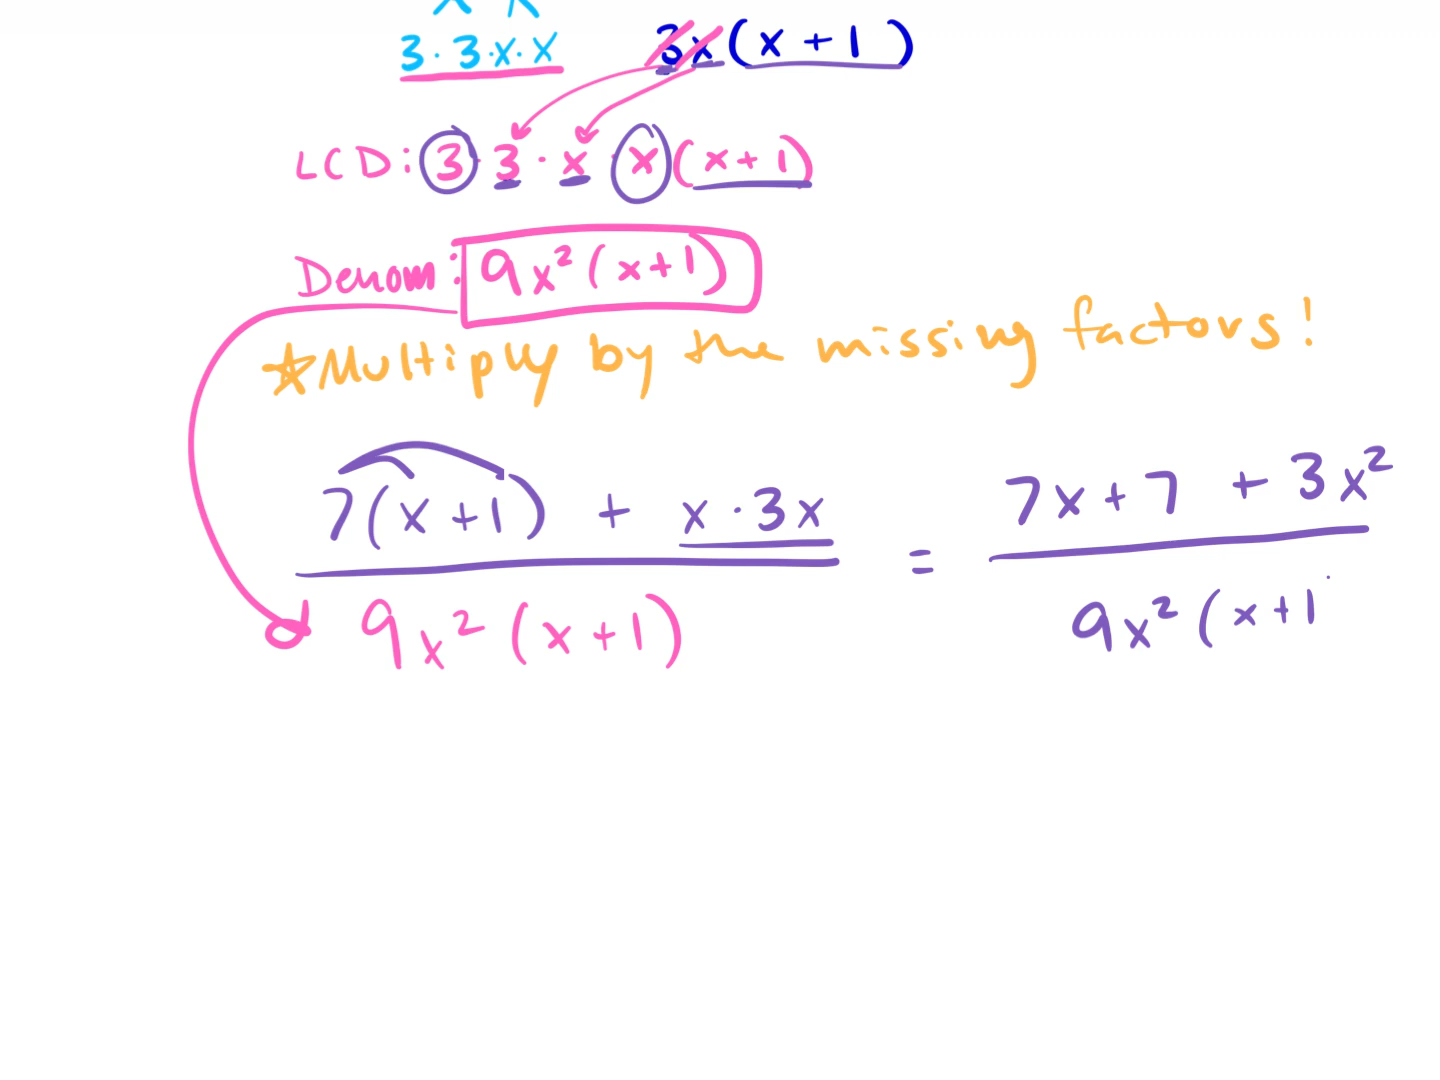 3·3·x·x 3x(x+1)
LCD: 3·3·x·x(x+1)
Denom: 9x²(x+1)
☆Multiply by the missing factors!
7(x+1) + x·3x = 7x+7 + 3x²
9x²(x+1) 9x²(x+1